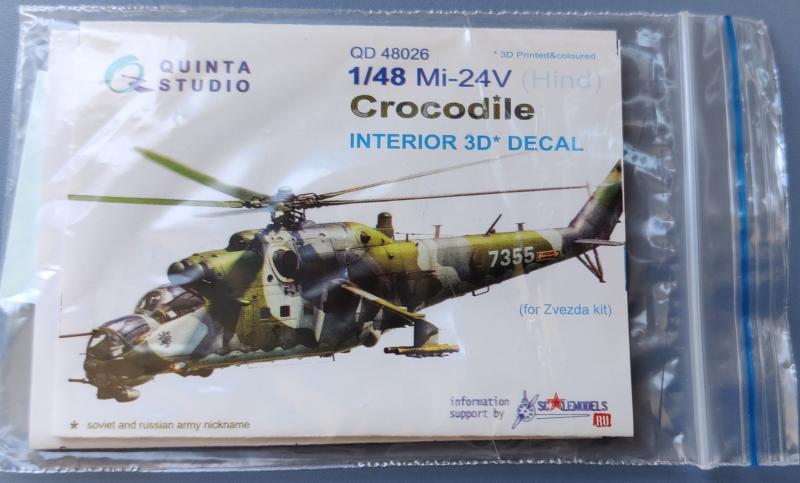 QUINTA
STUDIO
QD 48026
* 3D Printed&coloured
1/48 Mi-24V (Hind)
Crocodile*
INTERIOR 3D* DECAL
7355
(for Zvezda kit)
information
support by
SCALEMODELS
RU
* soviet and russian army nickname